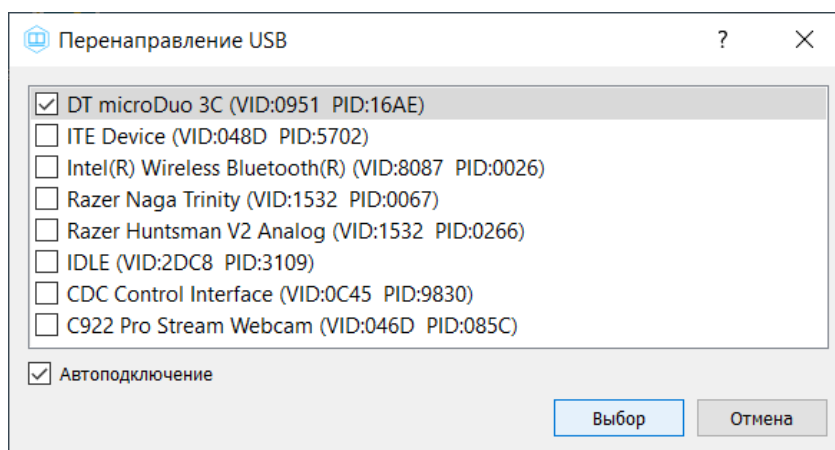 Перенаправление USB
?
DT microDuo 3C (VID:0951 PID:16AE)
ITE Device (VID:048D PID:5702)
Intel(R) Wireless Bluetooth(R) (VID:8087 PID:0026)
Razer Naga Trinity (VID:1532 PID:0067)
Razer Huntsman V2 Analog (VID:1532 PID:0266)
IDLE (VID:2DC8 PID:3109)
CDC Control Interface (VID:0C45 PID:9830)
C922 Pro Stream Webcam (VID:046D PID:085C)
Автоподключение
Выбор Отмена